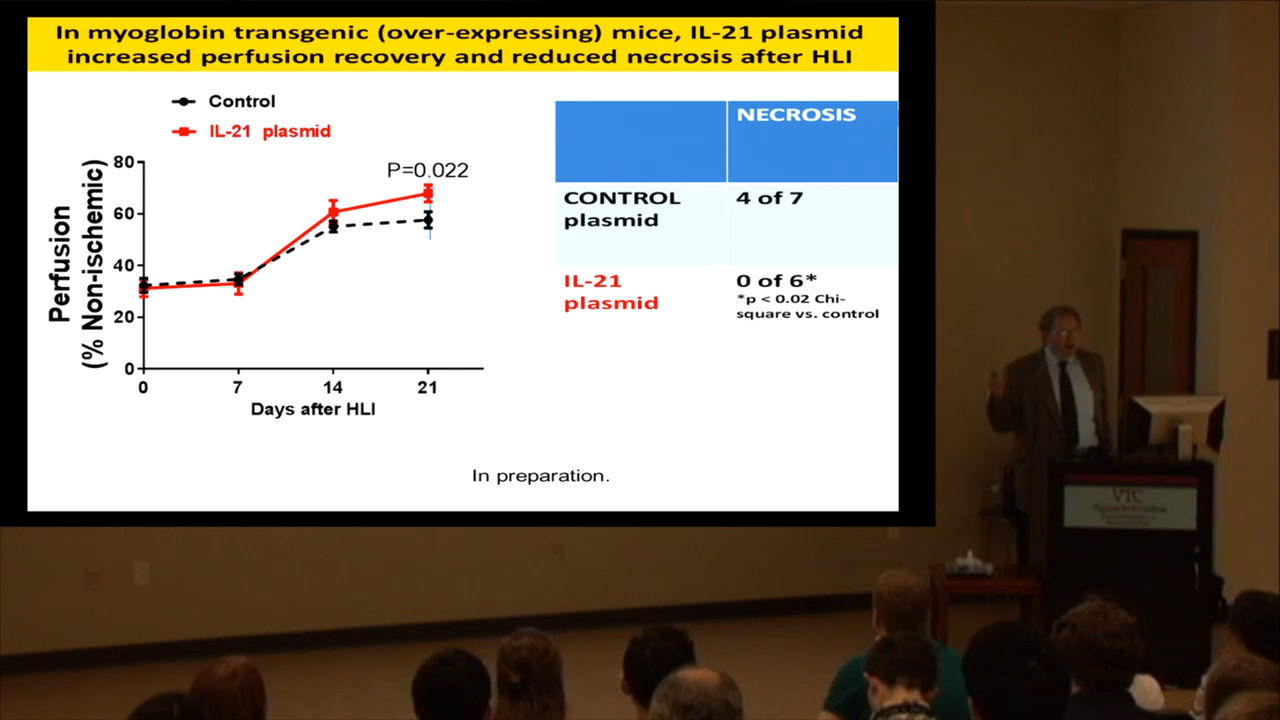 In myoglobin transgenic (over-expressing) mice, IL-21 plasmid
increased perfusion recovery and reduced necrosis after HLI
Control
IL-21 plasmid
P=0.022
Perfusion
(% Non-ischemic)
80
60
40
20
0
0 7 14 21
Days after HLI
NECROSIS
CONTROL
plasmid
4 of 7
IL-21
plasmid
0 of 6*
*p < 0.02 Chi-
square vs. control
In preparation.
VTC